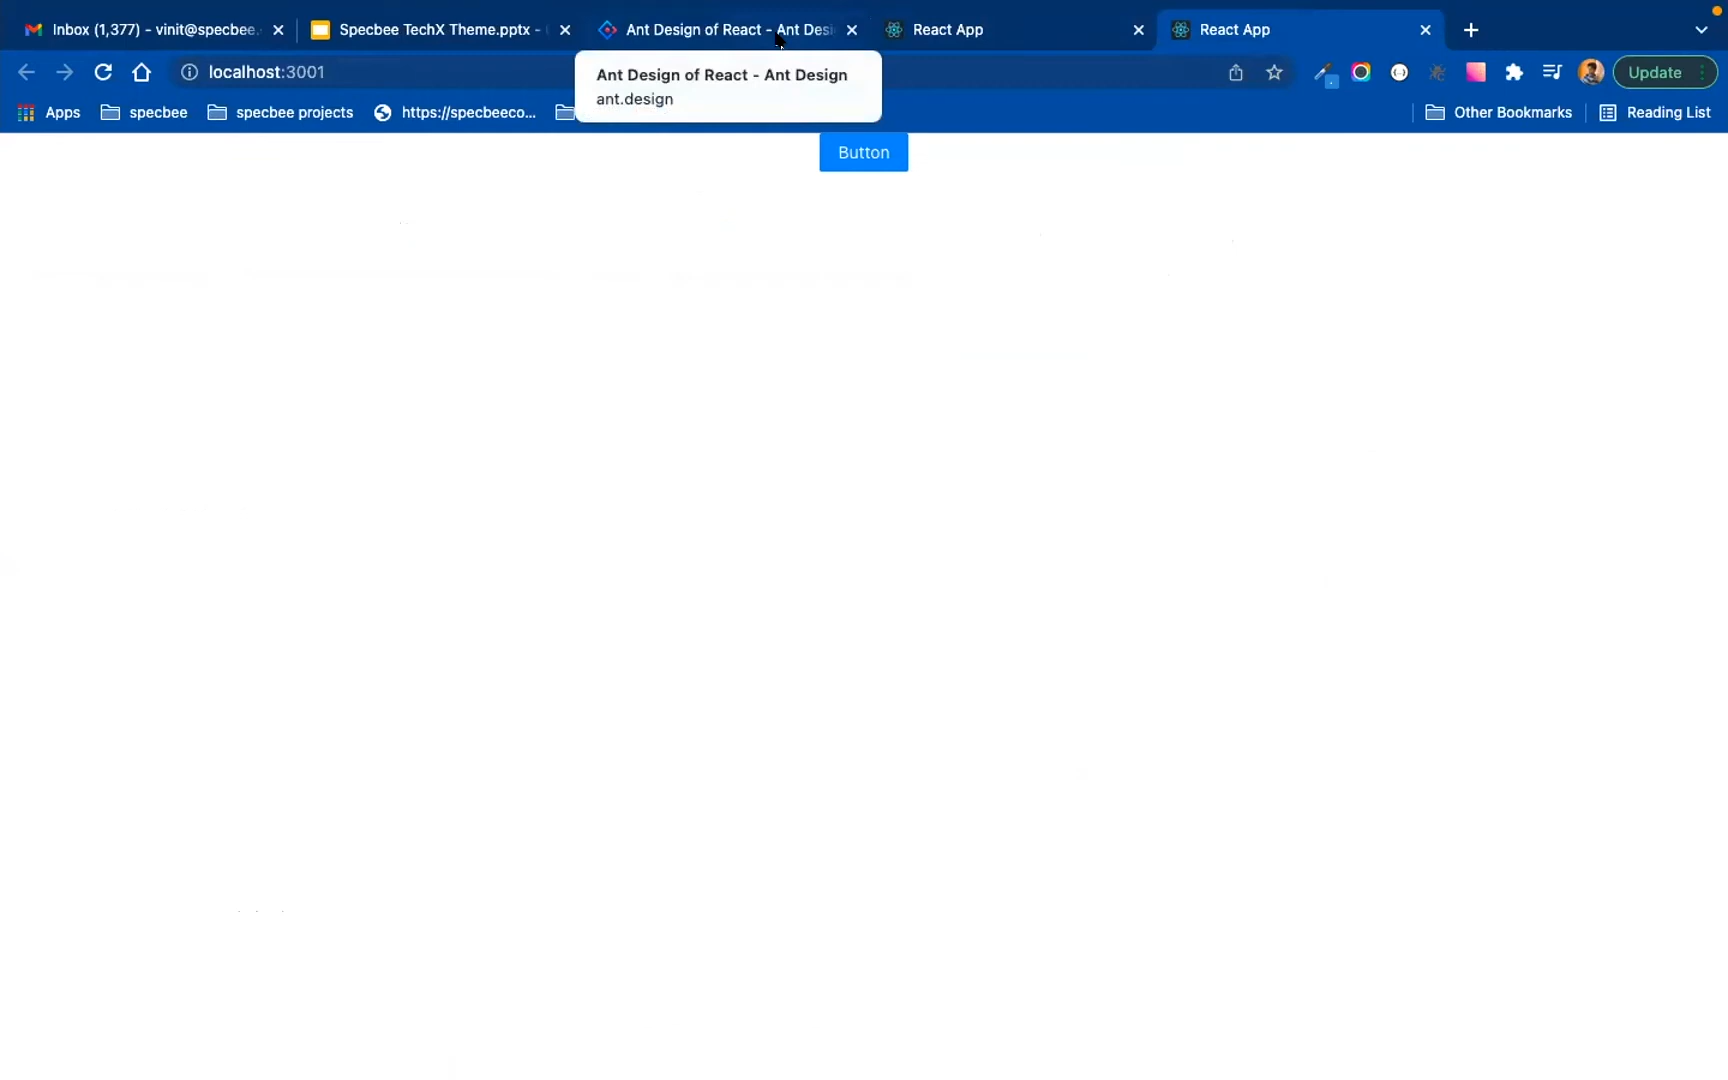 Inbox (1,377) - vinit@specbee. Specbee TechX Theme.pptx - Ant Design of React - Ant Desi React App React App
localhost:3001 Update
Ant Design of React - Ant Design
ant.design
Apps specbee specbee projects https://specbeeco... Other Bookmarks Reading List
Button